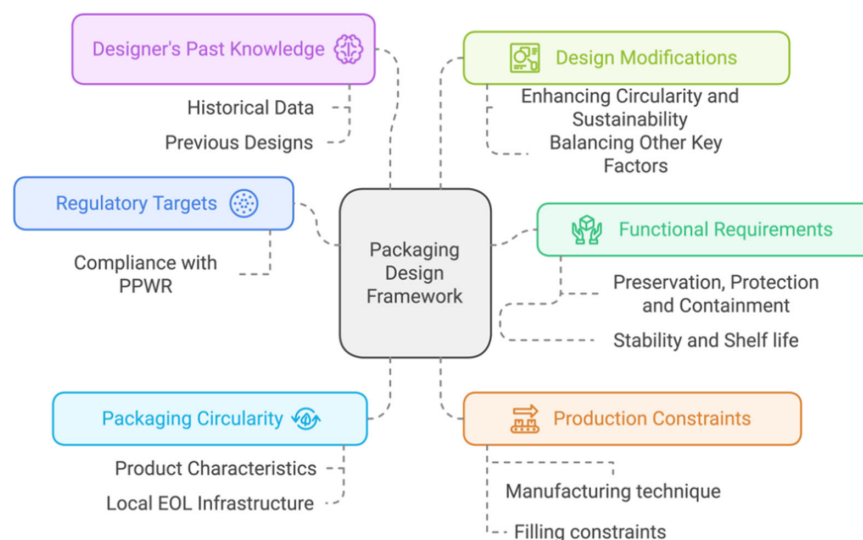 Designer's Past Knowledge
Historical Data
Previous Designs
Design Modifications
Enhancing Circularity and
Sustainability
Balancing Other Key
Factors
Regulatory Targets
Compliance with
PPWR
Packaging
Design
Framework
Functional Requirements
Preservation, Protection
and Containment
Stability and Shelf life
Packaging Circularity
Product Characteristics
Local EOL Infrastructure
Production Constraints
Manufacturing technique
Filling constraints